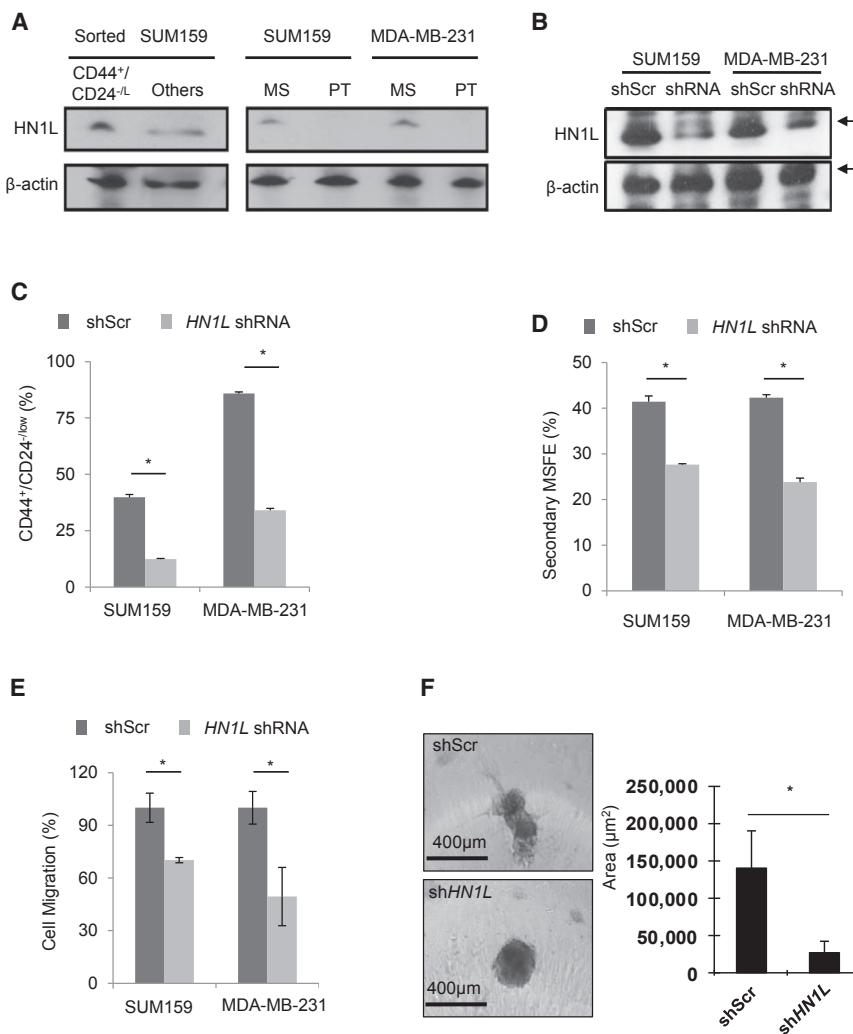 A
Sorted SUM159 SUM159 MDA-MB-231
CD44+/CD24-/L Others MS PT MS PT
HN1L
β-actin
B
SUM159 MDA-MB-231
shScr shRNA shScr shRNA
HN1L
β-actin
C
shScr HN1L shRNA
CD44+/CD24-/low (%)
100
75
50
25
0
*
*
SUM159 MDA-MB-231
D
shScr HN1L shRNA
Secondary MSFE (%)
50
40
30
20
10
0
* *
SUM159 MDA-MB-231
E
shScr HN1L shRNA
Cell Migration (%)
120
90
60
30
0
* *
SUM159 MDA-MB-231
F
shScr
400µm
shHN1L
400µm
Area (µm²)
250,000
200,000
150,000
100,000
50,000
0
*
shScr shHN1L